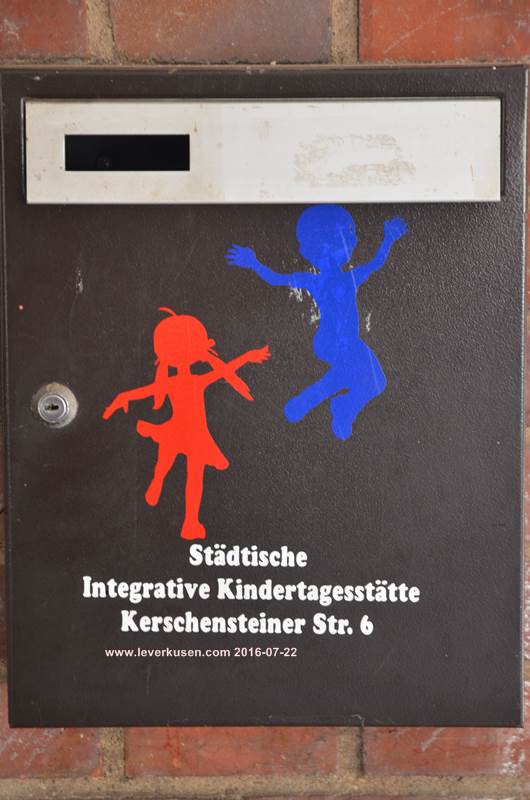 Städtische
Integrative Kindertagesstätte
Kerschensteiner Str. 6
www.leverkusen.com 2016-07-22